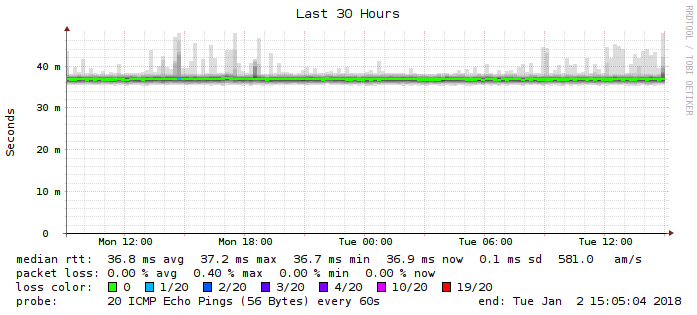 Last 30 Hours
RRDTOOL / TOBI OETIKER
Seconds
40 m
30 m
20 m
10 m
0
Mon 12:00 Mon 18:00 Tue 00:00 Tue 06:00 Tue 12:00
median rtt: 36.8 ms avg 37.2 ms max 36.7 ms min 36.9 ms now 0.1 ms sd 581.0 am/s
packet loss: 0.00 % avg 0.40 % max 0.00 % min 0.00 % now
loss color: 0 1/20 2/20 3/20 4/20 10/20 19/20
probe: 20 ICMP Echo Pings (56 Bytes) every 60s end: Tue Jan 2 15:05:04 2018